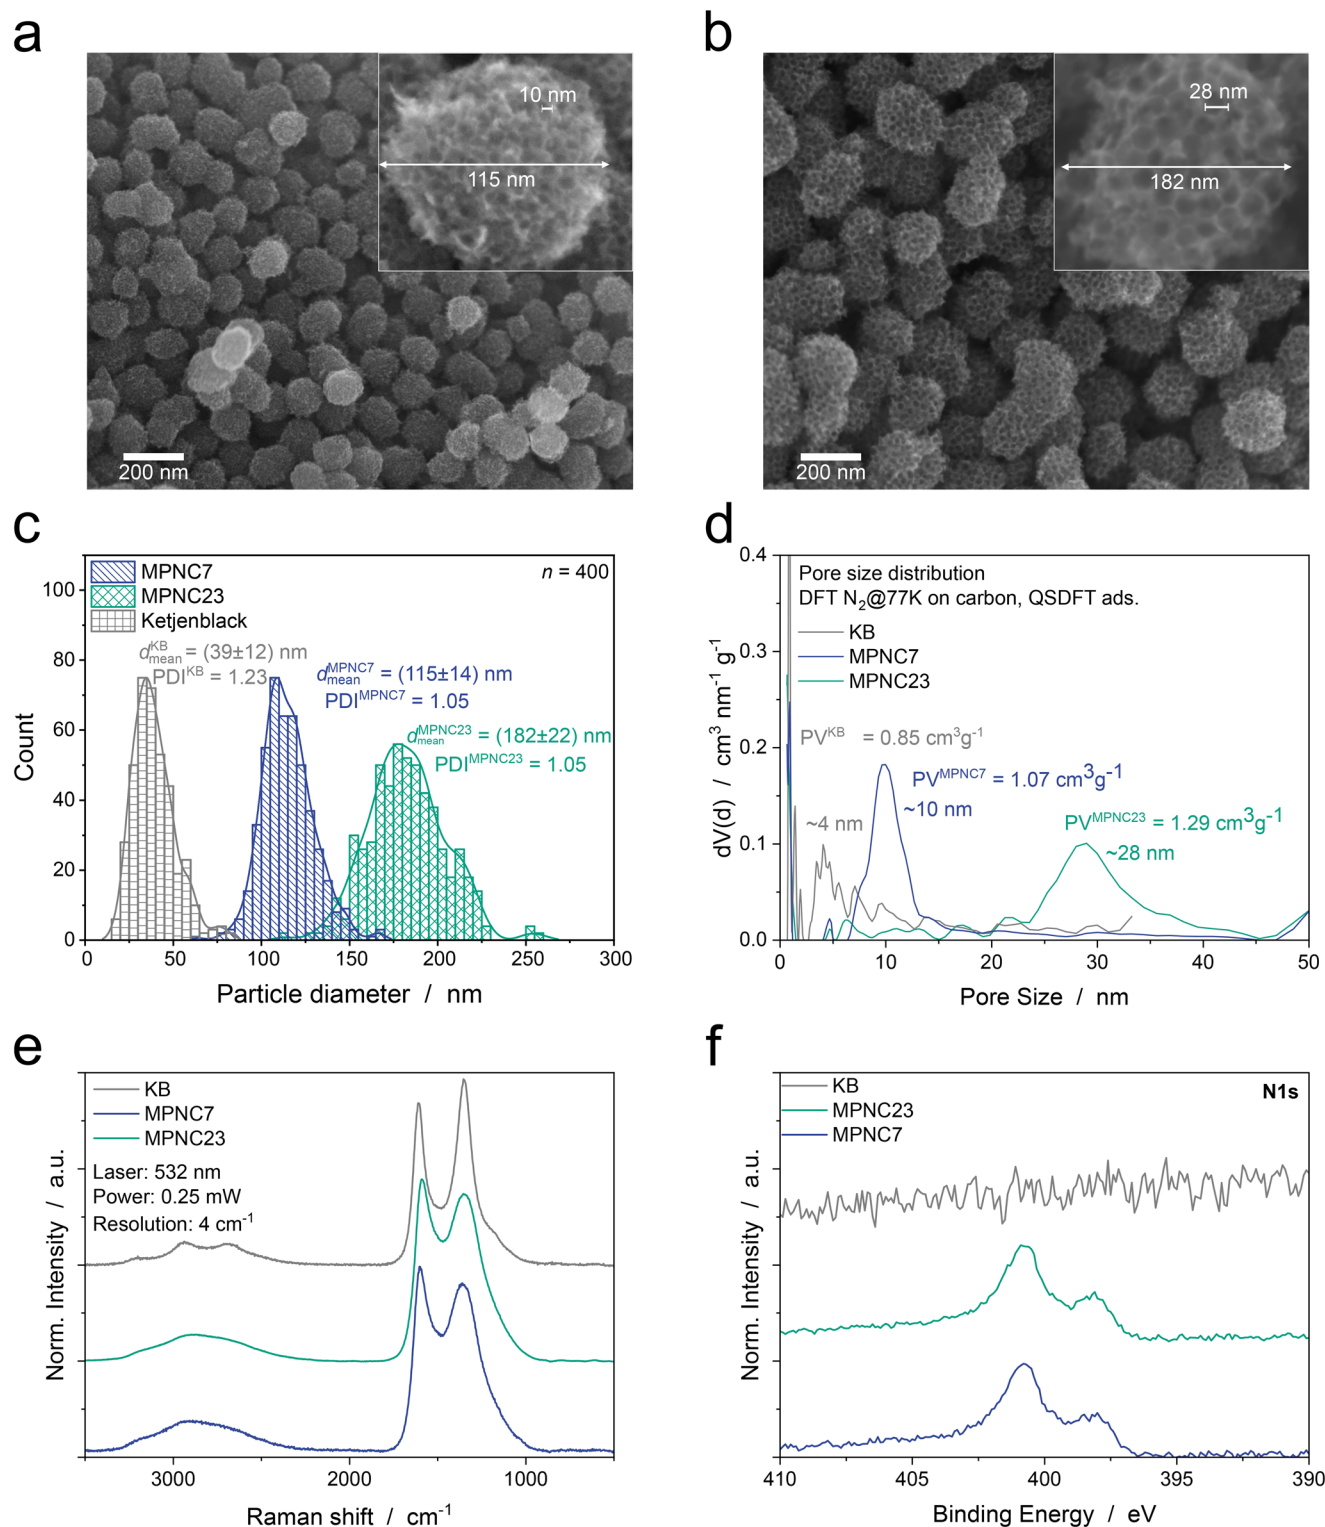 a
10 nm
115 nm
200 nm
b
28 nm
182 nm
200 nm
c
MPNC7
MPNC23
Ketjenblack
n = 400
d_mean^KB = (39±12) nm
PDI^KB = 1.23
d_mean^MPNC7 = (115±14) nm
PDI^MPNC7 = 1.05
d_mean^MPNC23 = (182±22) nm
PDI^MPNC23 = 1.05
Count
100
80
60
40
20
0
0 50 100 150 200 250 300
Particle diameter / nm
d
Pore size distribution
DFT N₂@77K on carbon, QSDFT ads.
KB
MPNC7
MPNC23
PV^KB = 0.85 cm³g⁻¹
PV^MPNC7 = 1.07 cm³g⁻¹
~10 nm
~4 nm
PV^MPNC23 = 1.29 cm³g⁻¹
~28 nm
dV(d) / cm³ nm⁻¹ g⁻¹
0.4
0.3
0.2
0.1
0.0
0 10 20 30 40 50
Pore Size / nm
e
KB
MPNC7
MPNC23
Laser: 532 nm
Power: 0.25 mW
Resolution: 4 cm⁻¹
Norm. Intensity / a.u.
3000 2000 1000
Raman shift / cm⁻¹
f
KB
MPNC23
MPNC7
N1s
Norm. Intensity / a.u.
410 405 400 395 390
Binding Energy / eV